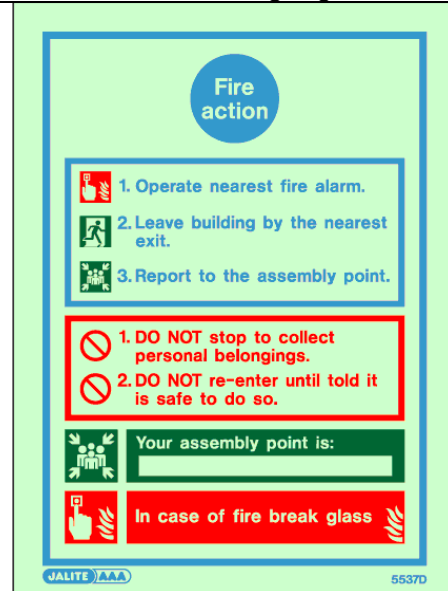 Fire
action
1. Operate nearest fire alarm.
2. Leave building by the nearest
exit.
3. Report to the assembly point.
1. DO NOT stop to collect
personal belongings.
2. DO NOT re-enter until told it
is safe to do so.
Your assembly point is:
In case of fire break glass
JALITE AAA
5537D